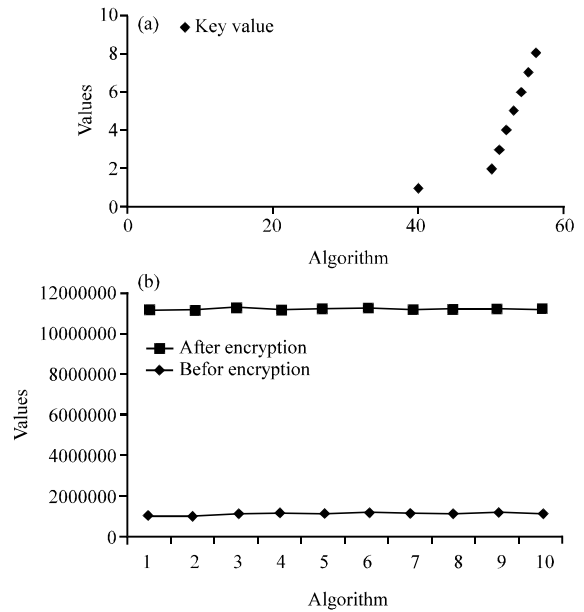 (a)
Key value
10
8
6
4
2
0
Values
0 20 40 60
Algorithm
(b)
12000000
10000000
8000000
6000000
4000000
2000000
0
Values
After encryption
Befor encryption
1 2 3 4 5 6 7 8 9 10
Algorithm